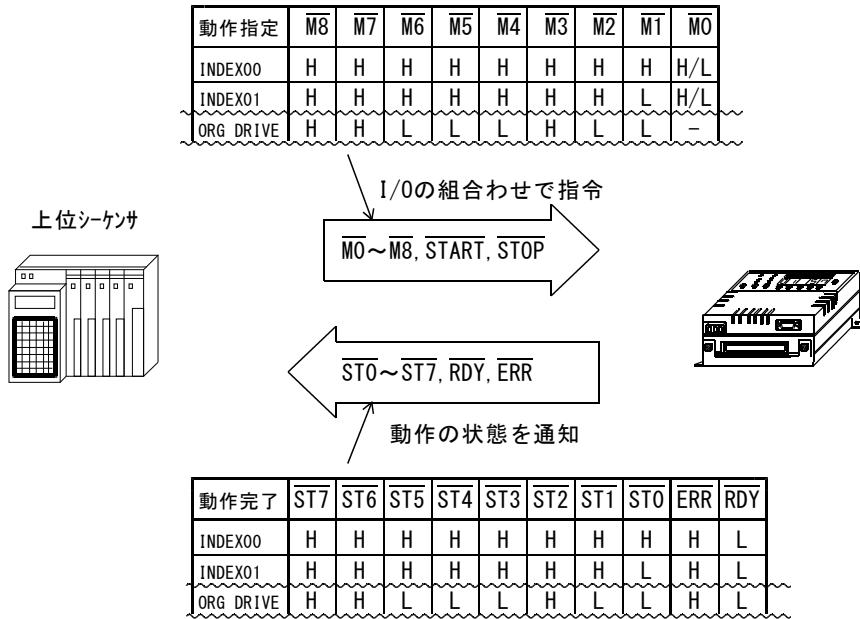 動作指定 M8 M7 M6 M5 M4 M3 M2 M1 M0
INDEX00 H H H H H H H H H/L
INDEX01 H H H H H H H L H/L
ORG DRIVE H H L L L H L L -
I/Oの組合わせで指令
上位ｼｰｹﾝｻ
M0～M8, START, STOP
ST0～ST7, RDY, ERR
動作の状態を通知
動作完了 ST7 ST6 ST5 ST4 ST3 ST2 ST1 ST0 ERR RDY
INDEX00 H H H H H H H H H L
INDEX01 H H H H H H H L H L
ORG DRIVE H H L L L H L L H L